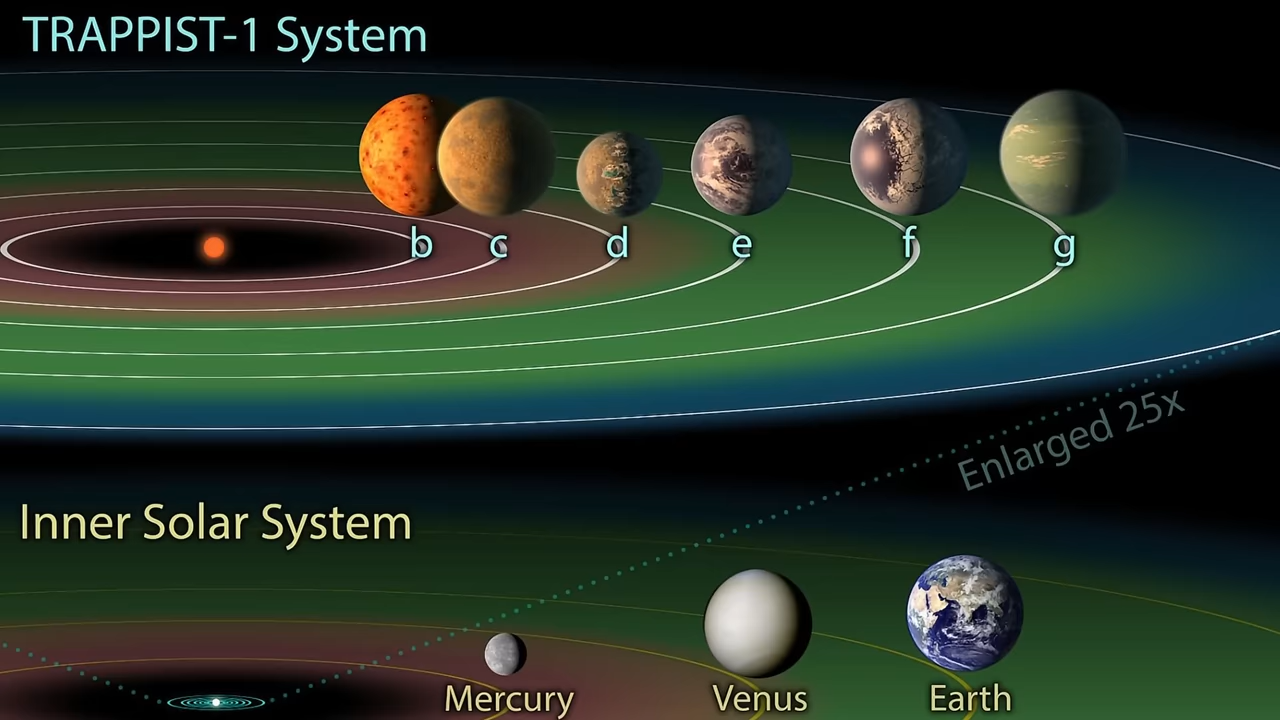 TRAPPIST-1 System
b c d e f g
Enlarged 25x
Inner Solar System
Mercury Venus Earth